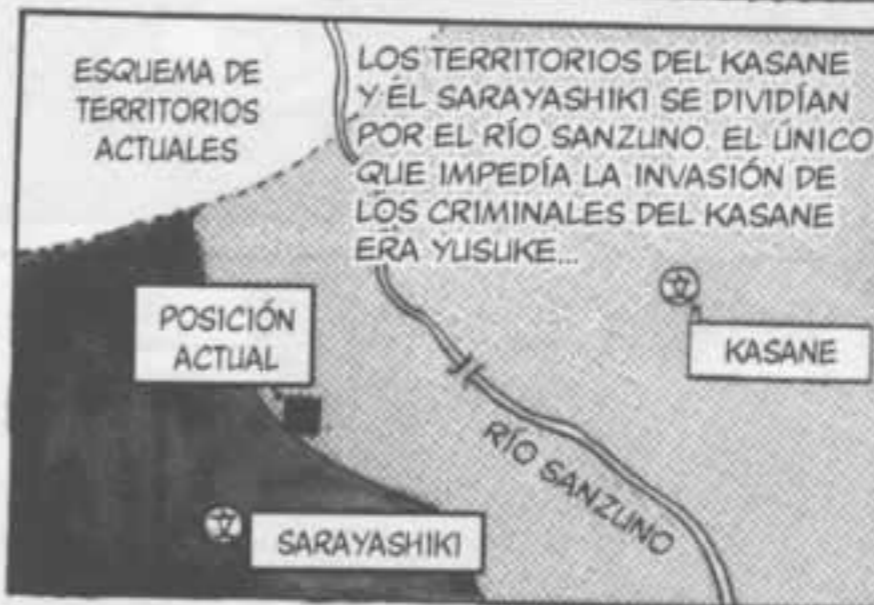 ESQUEMA DE
TERRITORIOS
ACTUALES
LOS TERRITORIOS DEL KASANE
Y ÉL SARAYASHIKI SE DIVIDÍAN
POR EL RÍO SANZUNO. EL ÚNICO
QUE IMPEDÍA LA INVASIÓN DE
LOS CRIMINALES DEL KASANE
ERA YUSUKE...
POSICIÓN
ACTUAL
KASANE
RÍO SANZUNO
SARAYASHIKI